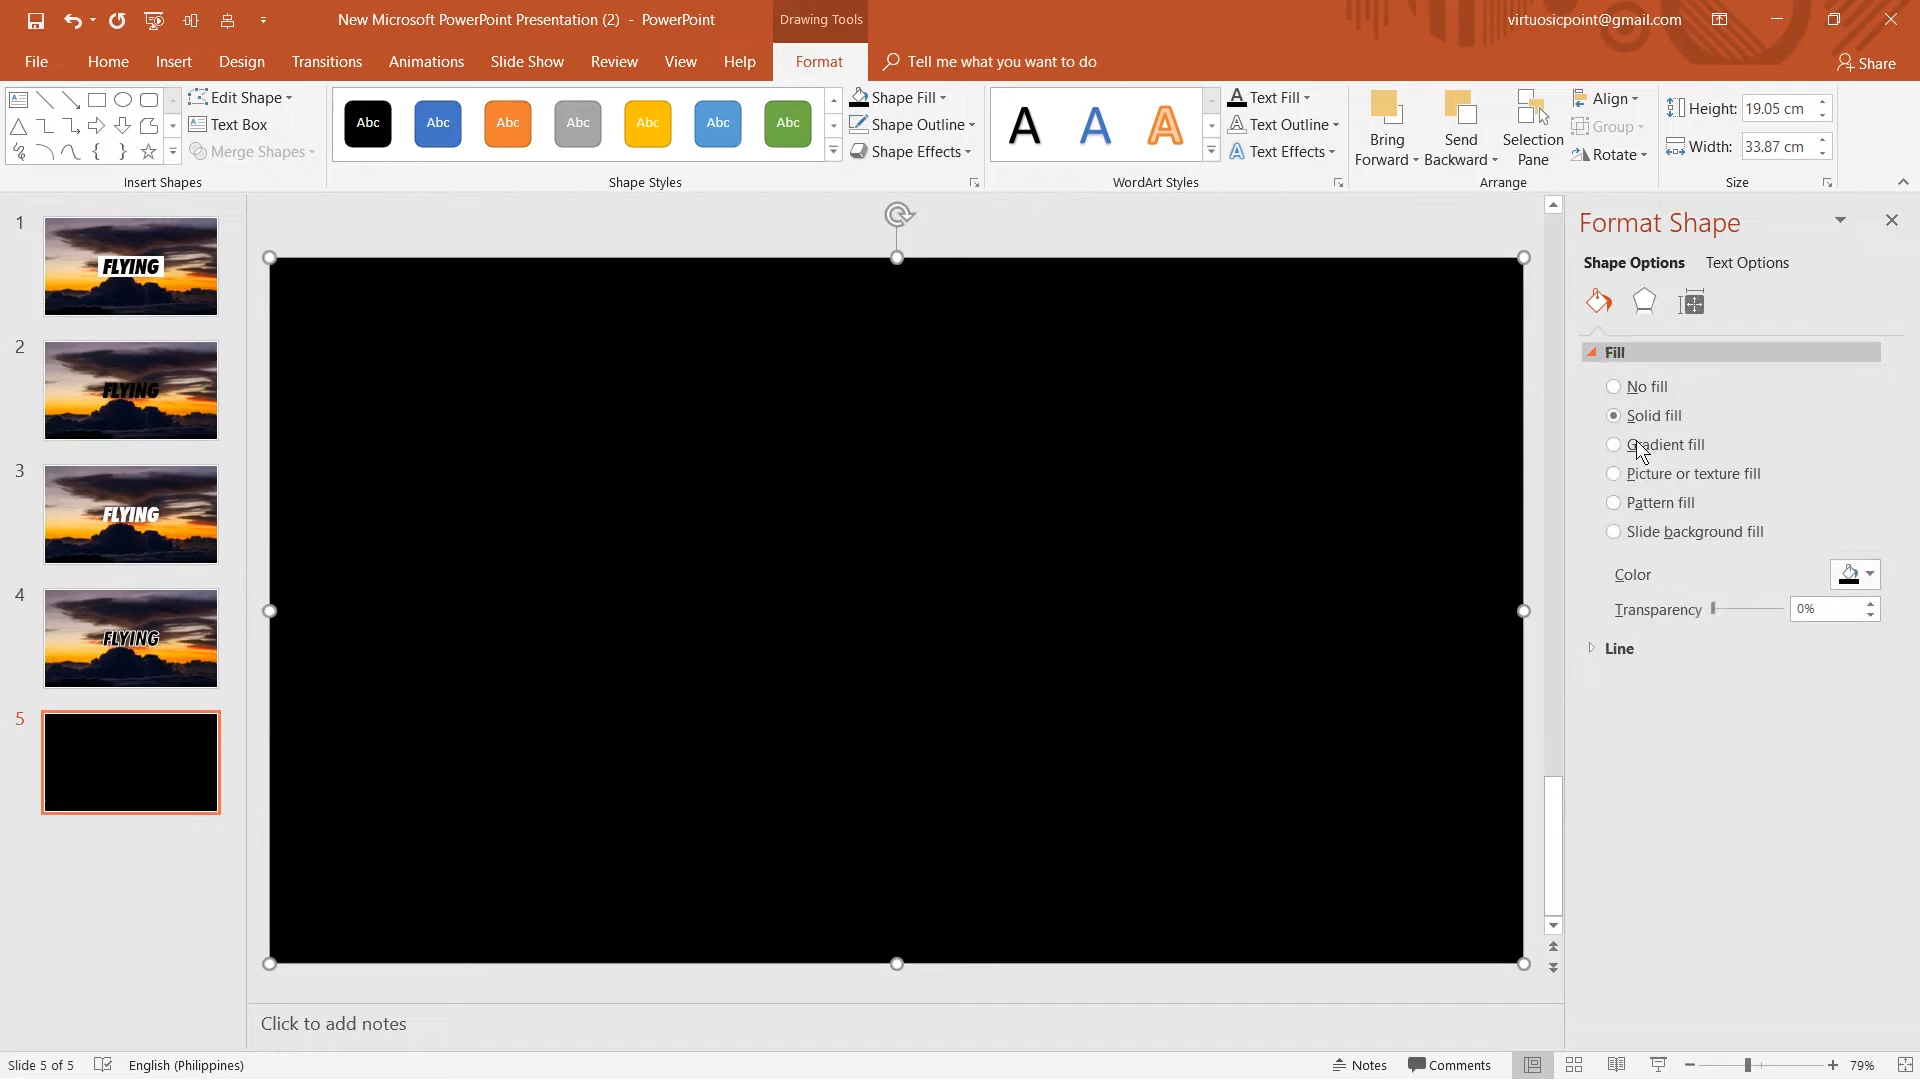 New Microsoft PowerPoint Presentation (2) - PowerPoint
Drawing Tools
virtuosicpoint@gmail.com
File Home Insert Design Transitions Animations Slide Show Review View Help Format Tell me what you want to do Share
Edit Shape
Text Box
Merge Shapes
Insert Shapes
Abc Abc Abc Abc Abc Abc Abc
Shape Fill
Shape Outline
Shape Effects
Shape Styles
A A A
Text Fill
Text Outline
Text Effects
WordArt Styles
Bring Forward
Send Backward
Selection Pane
Align
Group
Rotate
Arrange
Height: 19.05 cm
Width: 33.87 cm
Size
1
FLYING
2
FLYING
3
FLYING
4
FLYING
5
Format Shape
Shape Options Text Options
Fill
No fill
Solid fill
Gradient fill
Picture or texture fill
Pattern fill
Slide background fill
Color
Transparency 0%
Line
Click to add notes
Slide 5 of 5 English (Philippines) Notes Comments 79%